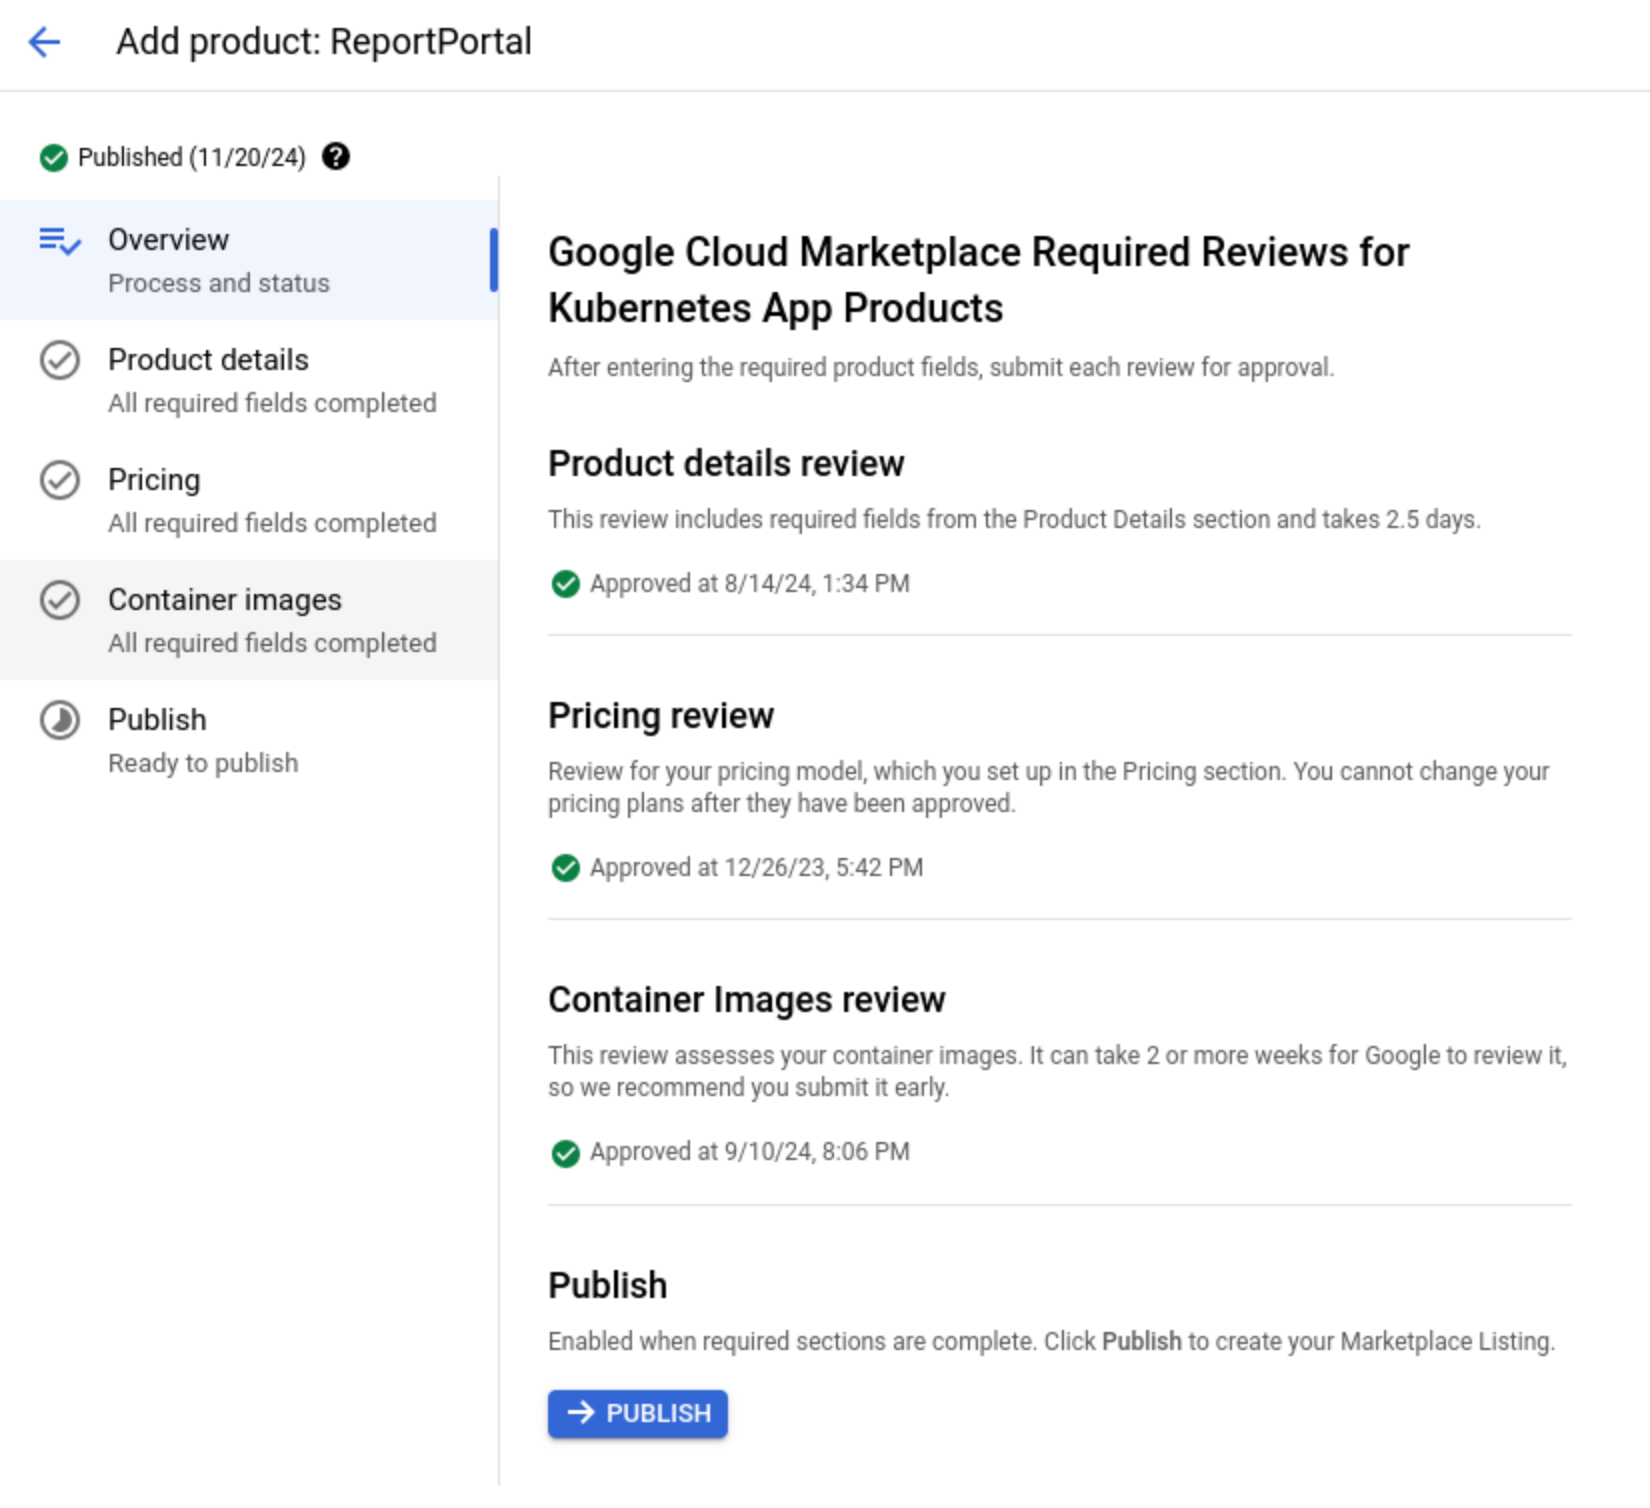 Add product: ReportPortal
Published (11/20/24) ?
Overview
Process and status
Product details
All required fields completed
Pricing
All required fields completed
Container images
All required fields completed
Publish
Ready to publish
Google Cloud Marketplace Required Reviews for
Kubernetes App Products
After entering the required product fields, submit each review for approval.
Product details review
This review includes required fields from the Product Details section and takes 2.5 days.
Approved at 8/14/24, 1:34 PM
Pricing review
Review for your pricing model, which you set up in the Pricing section. You cannot change your
pricing plans after they have been approved.
Approved at 12/26/23, 5:42 PM
Container Images review
This review assesses your container images. It can take 2 or more weeks for Google to review it,
so we recommend you submit it early.
Approved at 9/10/24, 8:06 PM
Publish
Enabled when required sections are complete. Click Publish to create your Marketplace Listing.
PUBLISH